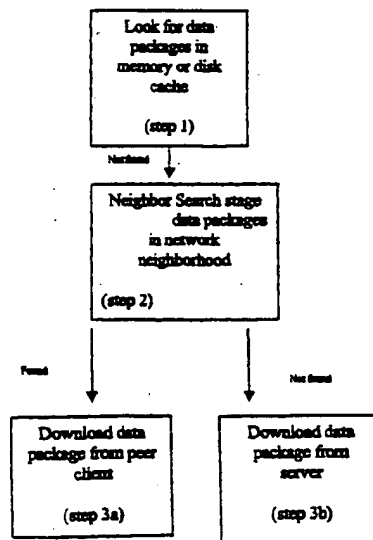 Look for data
packages in
memory or disk
cache
(step 1)
Not found
Neighbor Search stage
data packages
in network
neighborhood
(step 2)
Found
Not found
Download data
package from peer
client
(step 3a)
Download data
package from
server
(step 3b)